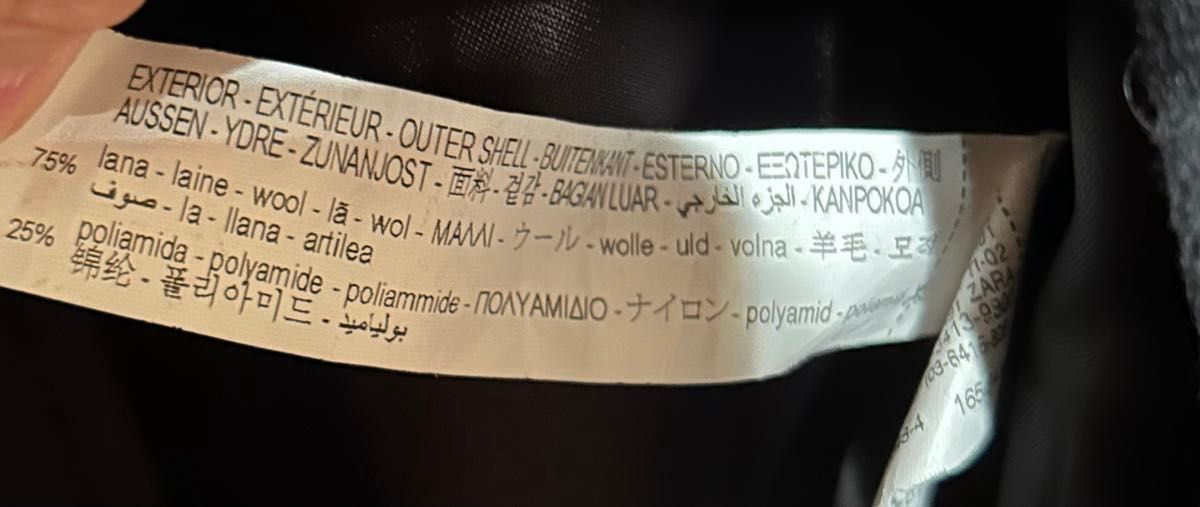 EXTERIOR - EXTÉRIEUR - OUTER SHELL - BUITENKANT - ESTERNO - ΕΞΩΤΕΡΙΚΟ - 外側
AUSSEN - YDRE - ZUNANJOST - 面料 - 겉감 - BAGIAN LUAR - الجزء الخارجي - KANPOKOA
75% lana - laine - wool - lã - wol - ΜΑΛΛΙ - ウール - wolle - uld - volna - 羊毛 - 모
صوف - la - llana - artilea
25% poliamida - polyamide - poliammide - ΠΟΛΥΑΜΙΔΙΟ - ナイロン - polyamid -
锦纶 - 폴리아미드 - بولياميد
11-02
ZARA
165